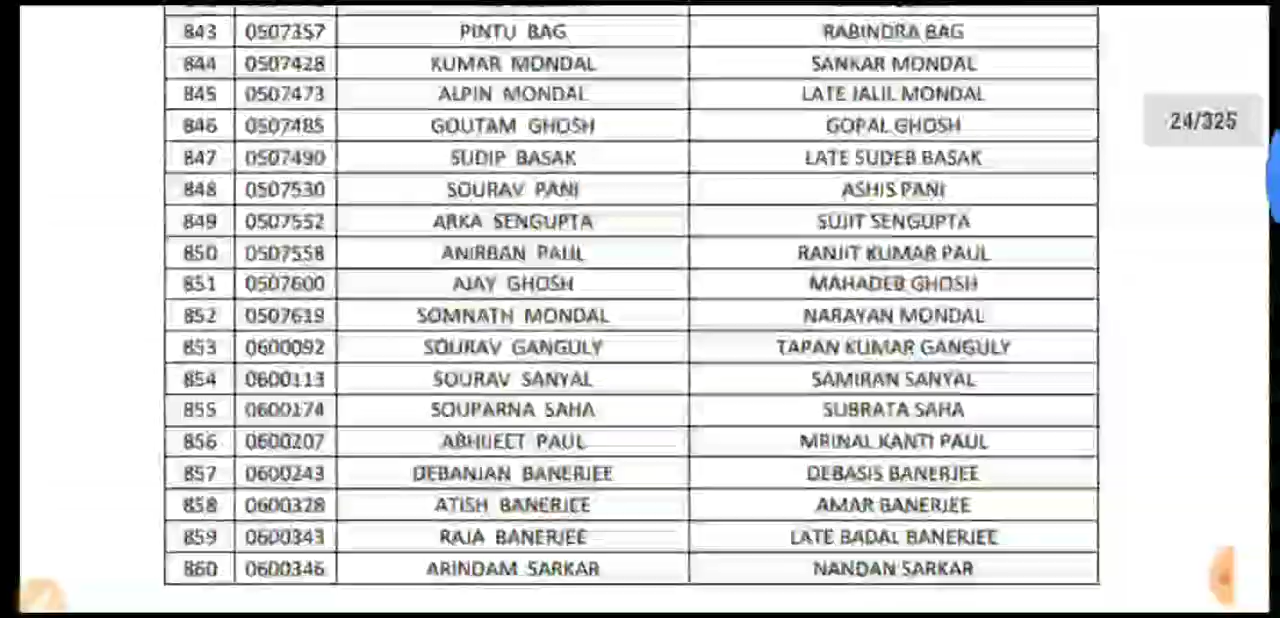 843 0507357 PINTU BAG RABINDRA BAG
844 0507428 KUMAR MONDAL SANKAR MONDAL
845 0507473 ALPIN MONDAL LATE JALIL MONDAL
846 0507485 GOUTAM GHOSH GOPAL GHOSH
847 0507490 SUDIP BASAK LATE SUDEB BASAK
848 0507530 SOURAV PANI ASHIS PANI
849 0507552 ARKA SENGUPTA SUJIT SENGUPTA
850 0507558 ANIRBAN PAUL RANJIT KUMAR PAUL
851 0507600 AJAY GHOSH MAHADEB GHOSH
852 0507619 SOMNATH MONDAL NARAYAN MONDAL
853 0600092 SOURAV GANGULY TAPAN KUMAR GANGULY
854 0600113 SOURAV SANYAL SAMIRAN SANYAL
855 0600174 SOUPARNA SAHA SUBRATA SAHA
856 0600207 ABHIJEET PAUL MRINAL KANTI PAUL
857 0600243 DEBANJAN BANERJEE DEBASIS BANERJEE
858 0600328 ATISH BANERJEE AMAR BANERJEE
859 0600343 RAJA BANERJEE LATE BADAL BANERJEE
860 0600346 ARINDAM SARKAR NANDAN SARKAR
24/325